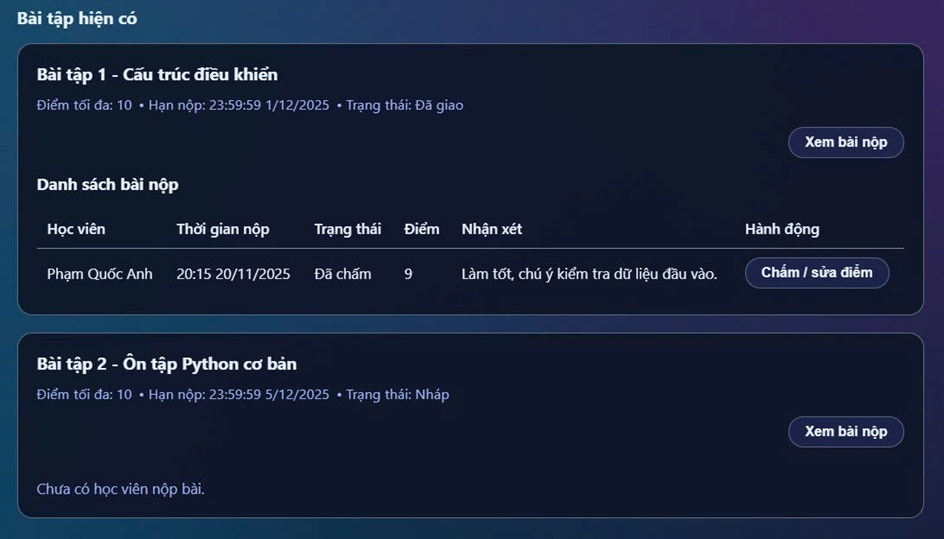 Bài tập hiện có
Bài tập 1 - Cấu trúc điều khiển
Điểm tối đa: 10 • Hạn nộp: 23:59:59 1/12/2025 • Trạng thái: Đã giao
Xem bài nộp
Danh sách bài nộp
Học viên Thời gian nộp Trạng thái Điểm Nhận xét Hành động
Phạm Quốc Anh 20:15 20/11/2025 Đã chấm 9 Làm tốt, chú ý kiểm tra dữ liệu đầu vào. Chấm / sửa điểm
Bài tập 2 - Ôn tập Python cơ bản
Điểm tối đa: 10 • Hạn nộp: 23:59:59 5/12/2025 • Trạng thái: Nháp
Xem bài nộp
Chưa có học viên nộp bài.